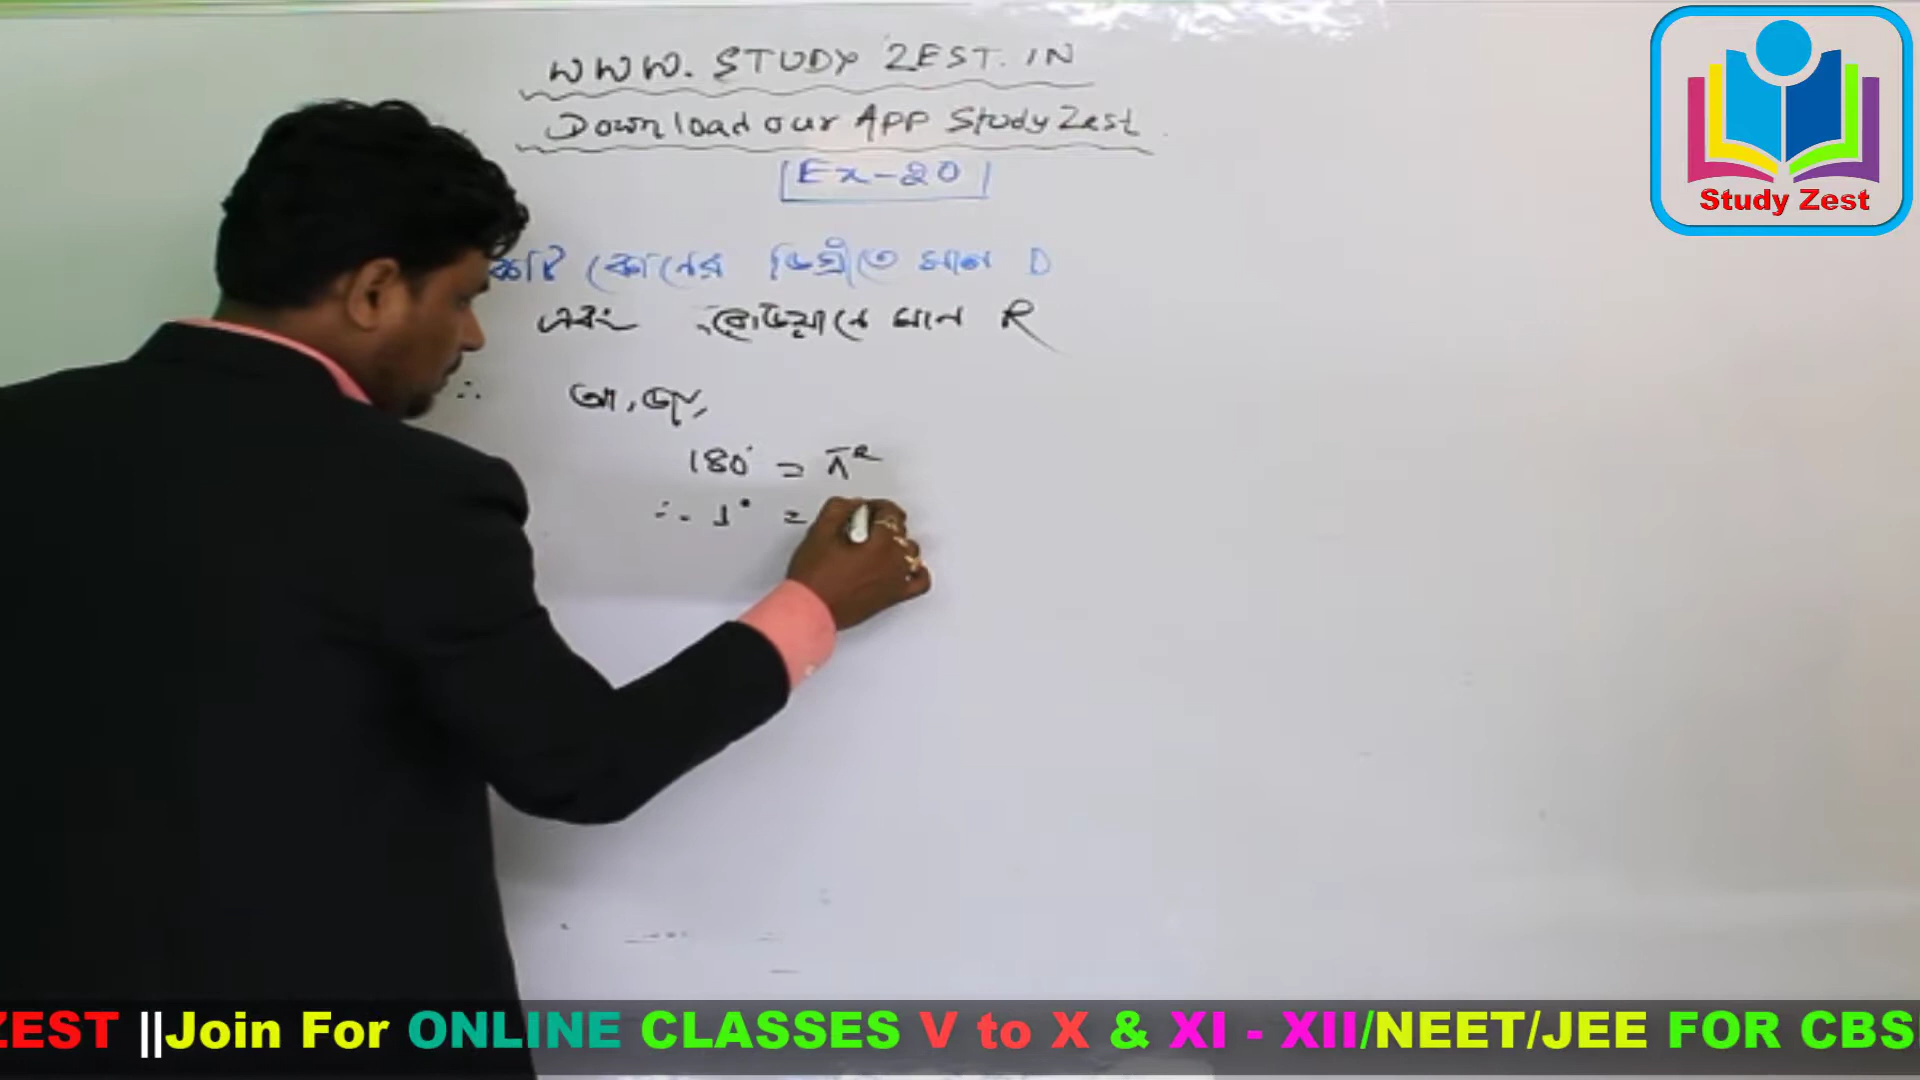 WWW. STUDY ZEST. IN
Download our APP Study Zest
Ex-20
কোনের ডিগ্রীতে মান D
এবং রেডিয়ানে মান R
∴ আ, জা,
180° = π^R
∴ 1° =
Study Zest
ZEST ||Join For ONLINE CLASSES V to X & XI - XII/NEET/JEE FOR CBS